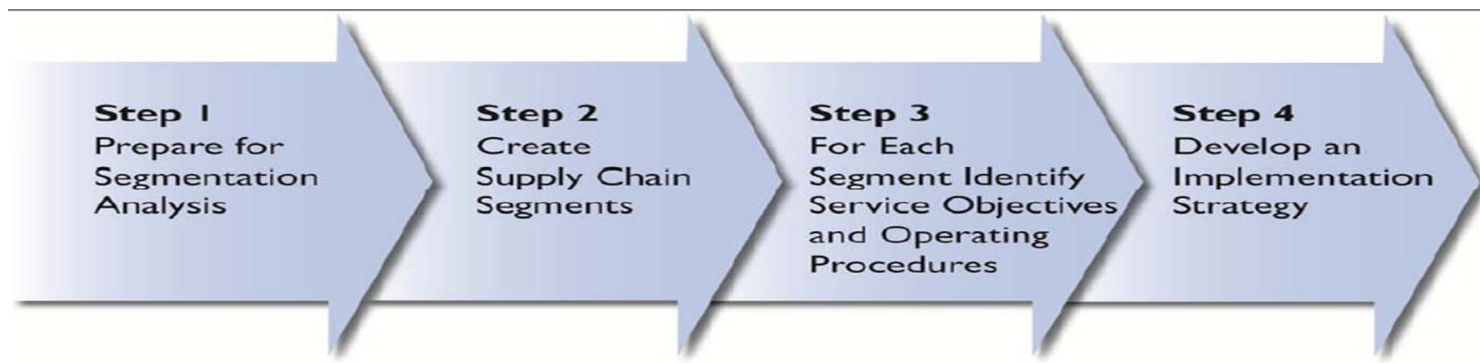 Step 1
Prepare for
Segmentation
Analysis
Step 2
Create
Supply Chain
Segments
Step 3
For Each
Segment Identify
Service Objectives
and Operating
Procedures
Step 4
Develop an
Implementation
Strategy